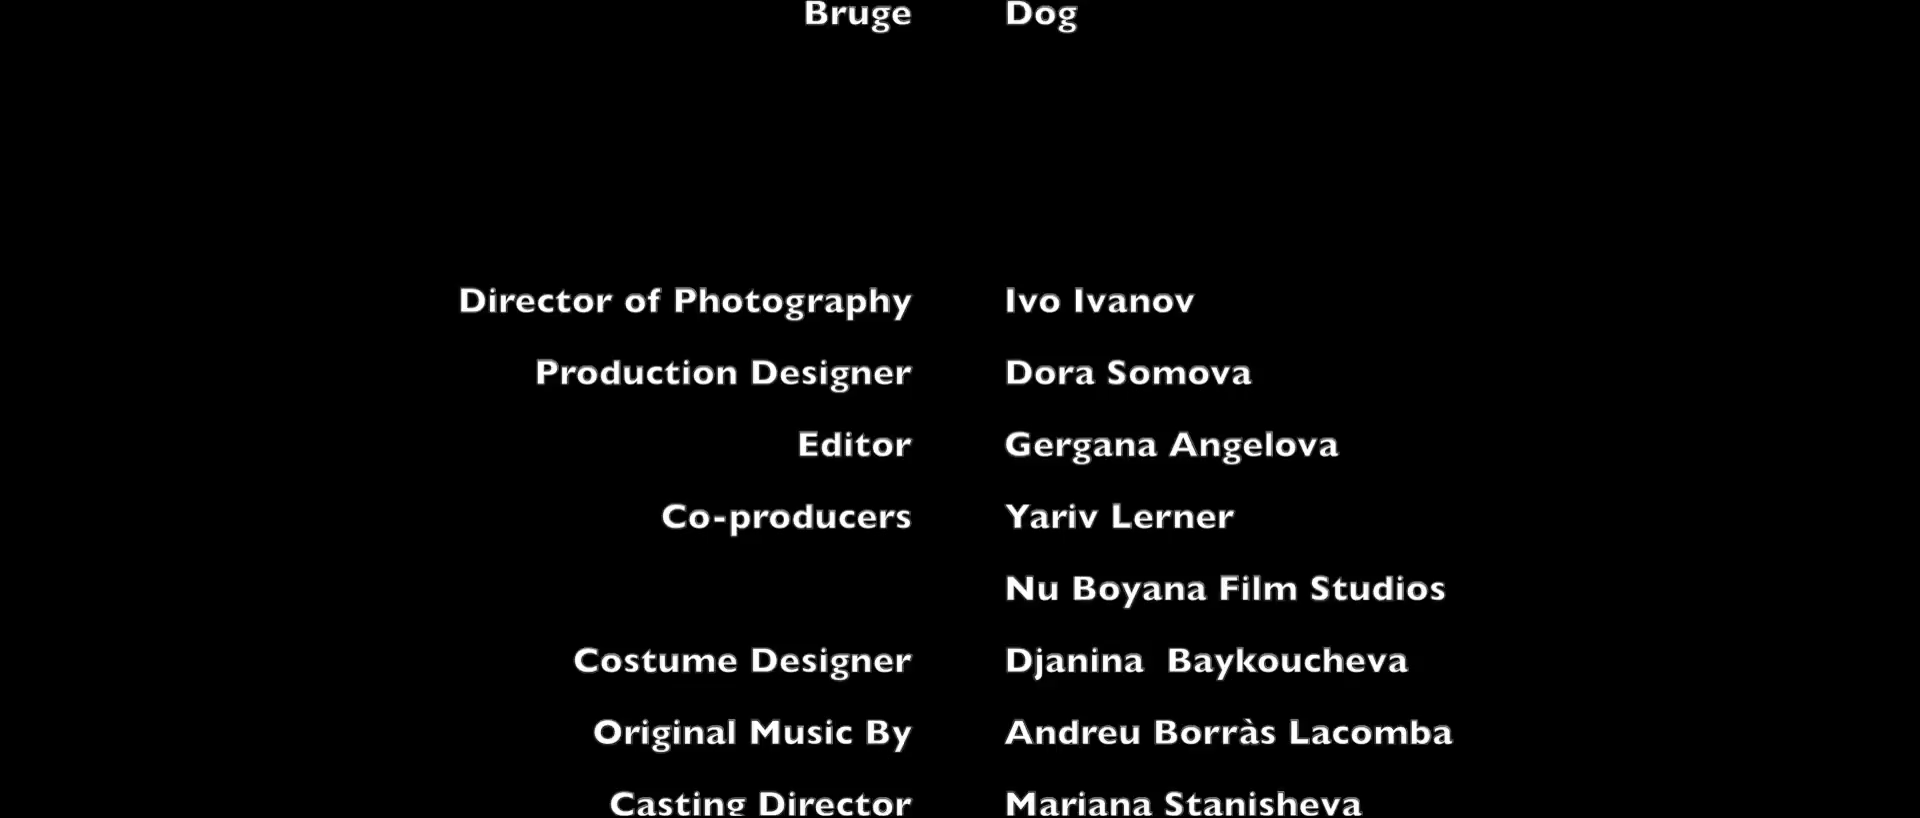 Bruge Dog
Director of Photography Ivo Ivanov
Production Designer Dora Somova
Editor Gergana Angelova
Co-producers Yariv Lerner
Nu Boyana Film Studios
Costume Designer Djanina Baykoucheva
Original Music By Andreu Borràs Lacomba
Casting Director Mariana Stanisheva